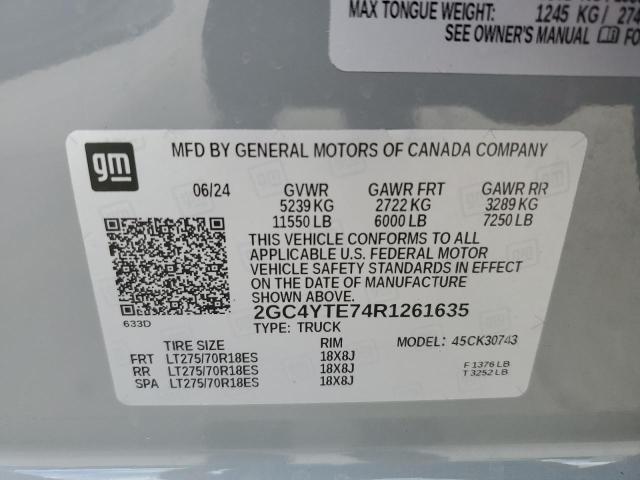 MAX TONGUE WEIGHT: 1245 KG/ 274
SEE OWNER'S MANUAL FO
gm
MFD BY GENERAL MOTORS OF CANADA COMPANY
06/24 GVWR GAWR FRT GAWR RR
5239 KG 2722 KG 3289 KG
11550 LB 6000 LB 7250 LB
THIS VEHICLE CONFORMS TO ALL
APPLICABLE U.S. FEDERAL MOTOR
VEHICLE SAFETY STANDARDS IN EFFECT
ON THE DATE OF MANUFACTURE
SHOWN ABOVE.
633D
2GC4YTE74R1261635
TYPE: TRUCK
TIRE SIZE RIM MODEL: 45CK30743
FRT LT275/70R18ES 18X8J
RR LT275/70R18ES 18X8J
SPA LT275/70R18ES 18X8J
F 1376 LB
T 3252 LB